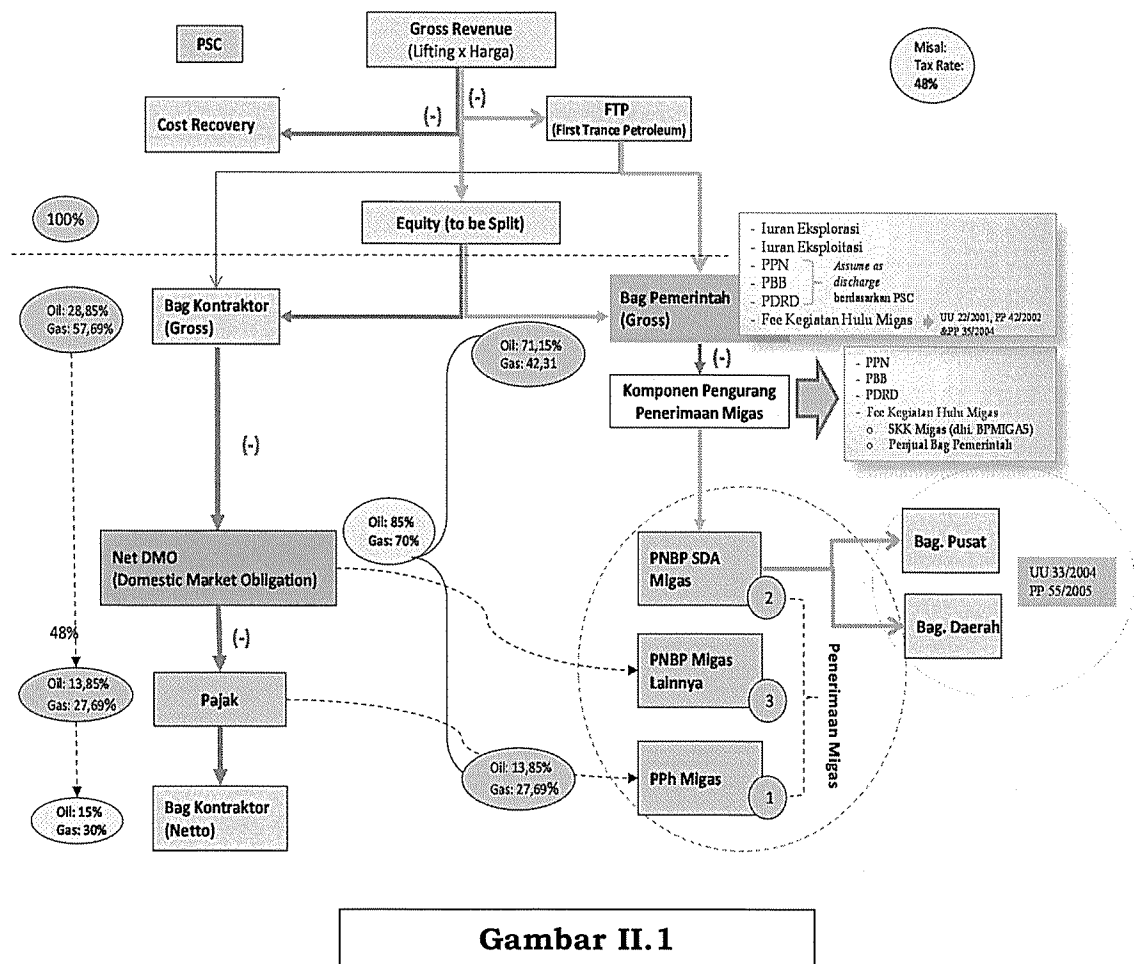 PSC
Gross Revenue
(Lifting x Harga)
Misal:
Tax Rate:
48%
(-)
(-)
Cost Recovery
FTP
(First Trance Petroleum)
100%
Equity (to be Split)
- Iuran Eksplorasi
- Iuran Eksploitasi
- PPN
- PBB
- PDRD
Assume as
discharge
berdasarkan PSC
- Fee Kegiatan Hulu Migas
UU 22/2001, PP 42/2002
&PP 35/2004
Oil: 28,85%
Gas: 57,69%
Bag Kontraktor
(Gross)
Bag Pemerintah
(Gross)
Oil: 71,15%
Gas: 42,31
(-)
Komponen Pengurang
Penerimaan Migas
- PPN
- PBB
- PDRD
- Fee Kegiatan Hulu Migas
o SKK Migas (dhi. BPMIGAS)
o Penjual Bag Pemerintah
(-)
Oil: 85%
Gas: 70%
Net DMO
(Domestic Market Obligation)
PNBP SDA
Migas
2
Bag. Pusat
Bag. Daerah
UU 33/2004
PP 55/2005
48%
(-)
PNBP Migas
Lainnya
3
Penerimaan Migas
Oil: 13,85%
Gas: 27,69%
Pajak
Oil: 13,85%
Gas: 27,69%
PPh Migas
1
Oil: 15%
Gas: 30%
Bag Kontraktor
(Netto)
Gambar II.1